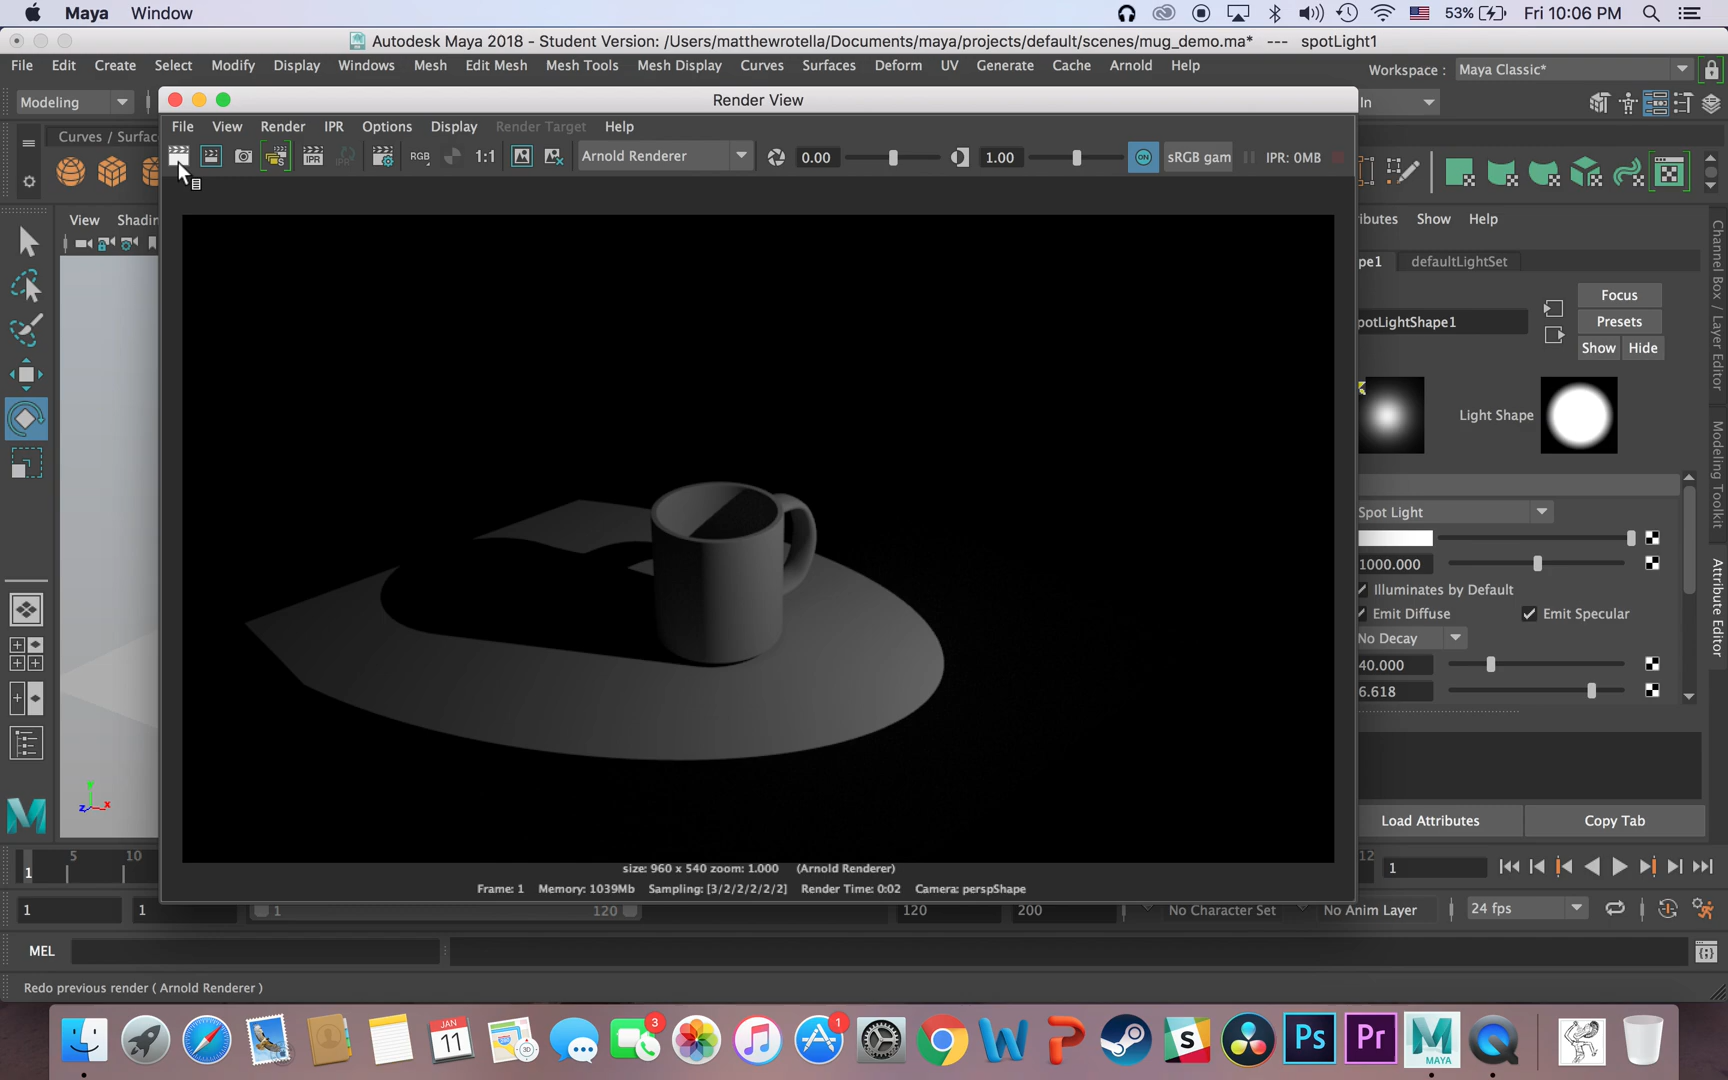 Maya Window 53% Fri 10:06 PM
Autodesk Maya 2018 - Student Version: /Users/matthewrotella/Documents/maya/projects/default/scenes/mug_demo.ma* --- spotLight1
File Edit Create Select Modify Display Windows Mesh Edit Mesh Mesh Tools Mesh Display Curves Surfaces Deform UV Generate Cache Arnold Help Workspace : Maya Classic*
Modeling Render View In
File View Render IPR Options Display Render Target Help
Curves / Surfac
IPR IPR RGB 1:1 Arnold Renderer 0.00 1.00 ON sRGB gam IPR: 0MB
View Shadin
ibutes Show Help
pe1 defaultLightSet
Focus
potLightShape1 Presets
Show Hide
Light Shape
Spot Light
1000.000
Illuminates by Default
Emit Diffuse Emit Specular
No Decay
40.000
6.618
Channel Box / Layer Editor
Modeling Toolkit
Attribute Editor
z x
Load Attributes Copy Tab
size: 960 x 540 zoom: 1.000 (Arnold Renderer)
Frame: 1 Memory: 1039Mb Sampling: [3/2/2/2/2/2] Render Time: 0:02 Camera: perspShape
1 5 10 12 1
1 1 1 120 120 200 No Character Set No Anim Layer 24 fps
MEL
Redo previous render ( Arnold Renderer )
JAN 11 3D 3 1 W P S Ps Pr M MAYA